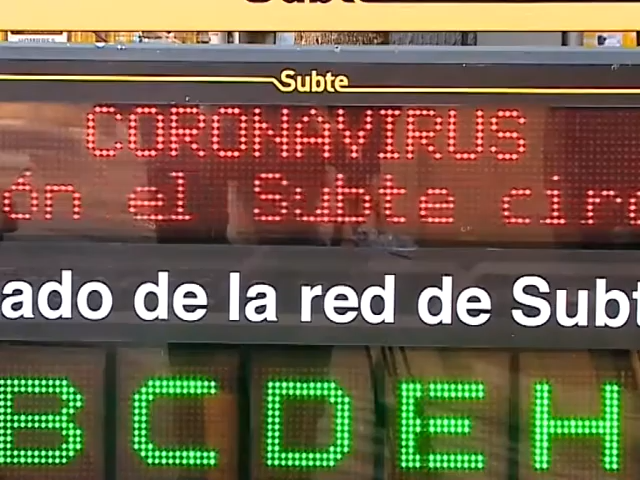 Subte
CORONAVIRUS
ón el Subte cir
ado de la red de Subt
B C D E H